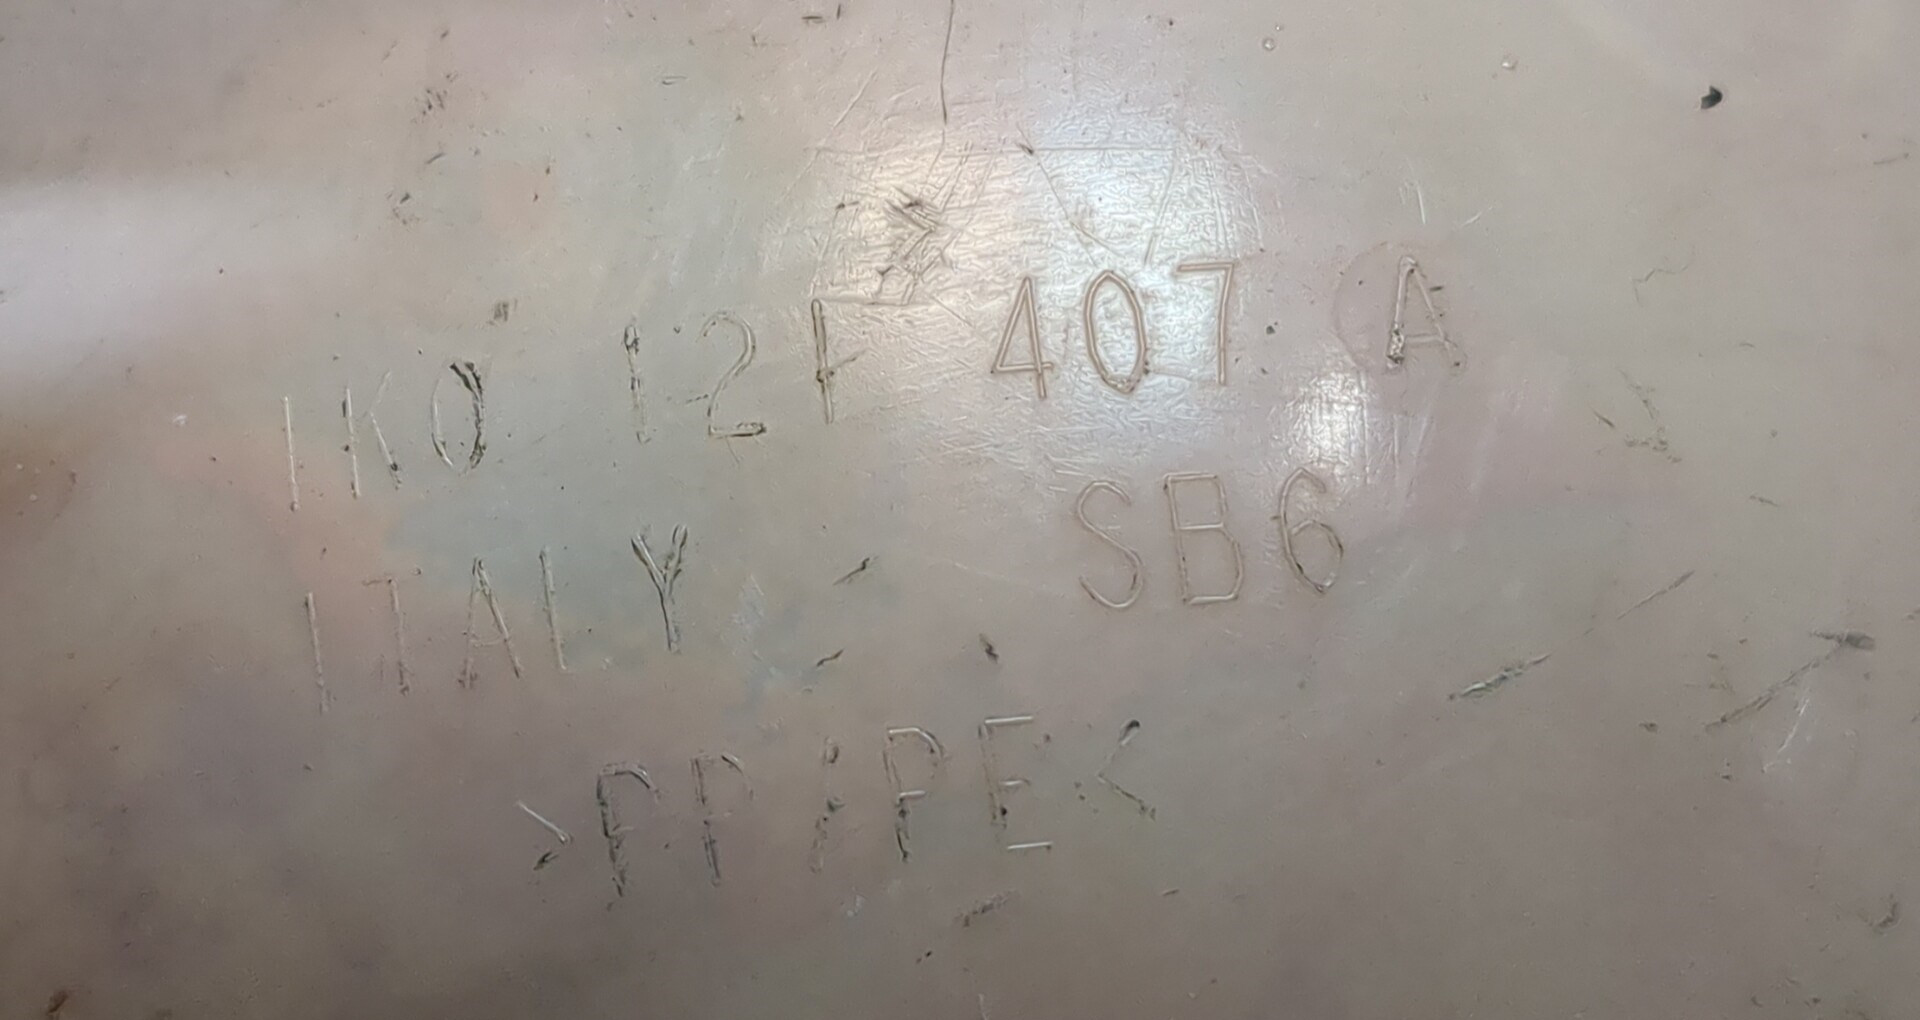 1K0 121 407 A
ITALY SB6
>PP/PE<